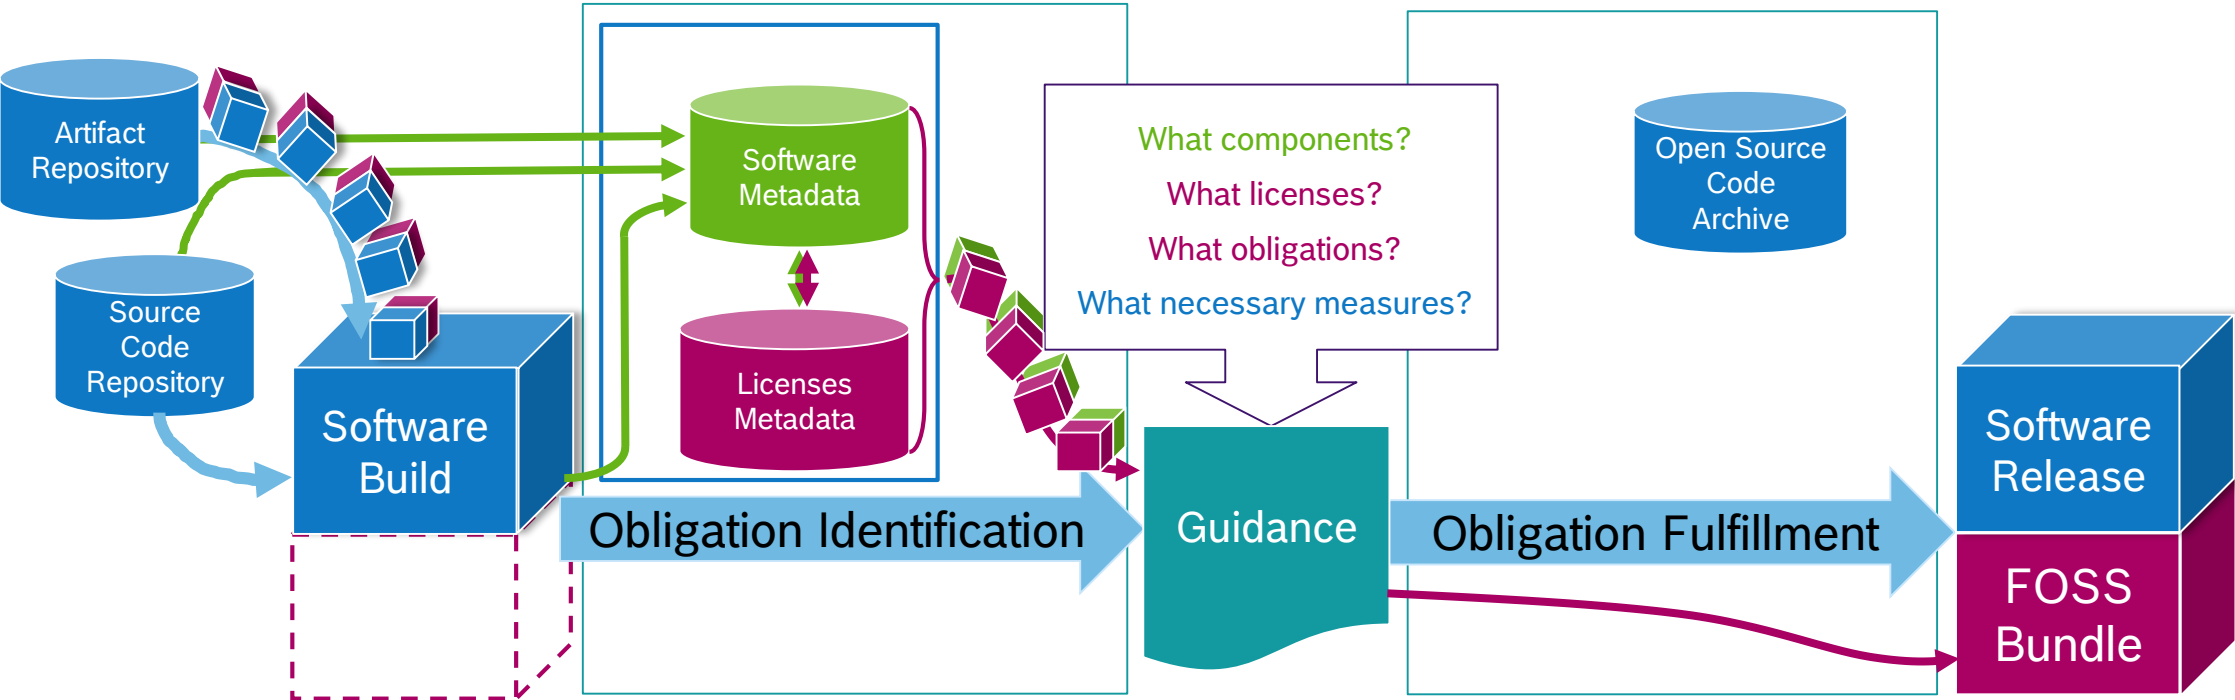 Artifact
Repository
Source
Code
Repository
Software
Build
Software
Metadata
Licenses
Metadata
Obligation Identification
What components?
What licenses?
What obligations?
What necessary measures?
Guidance
Obligation Fulfillment
Open Source
Code
Archive
Software
Release
FOSS
Bundle